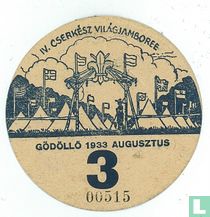 IV. CSERKÉSZ VILÁGJAMBOREE
GÖDÖLLŐ 1933 AUGUSZTUS
3
00515